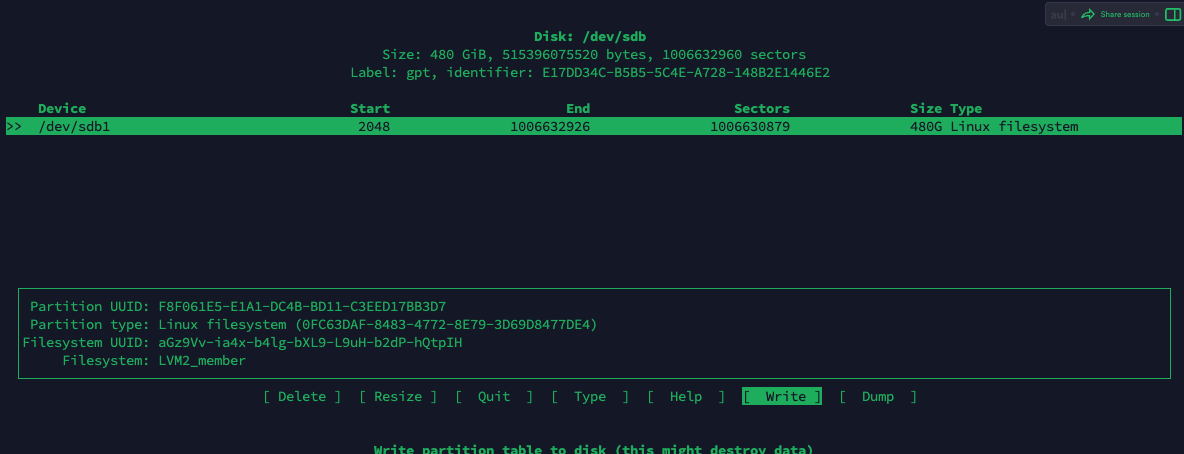 Share session
Disk: /dev/sdb
Size: 480 GiB, 515396075520 bytes, 1006632960 sectors
Label: gpt, identifier: E17DD34C-B5B5-5C4E-A728-148B2E1446E2
Device Start End Sectors Size Type
>> /dev/sdb1 2048 1006632926 1006630879 480G Linux filesystem
Partition UUID: F8F061E5-E1A1-DC4B-BD11-C3EED17BB3D7
Partition type: Linux filesystem (0FC63DAF-8483-4772-8E79-3D69D8477DE4)
Filesystem UUID: aGz9Vv-ia4x-b4lg-bXL9-L9uH-b2dP-hQtpIH
Filesystem: LVM2_member
[ Delete ] [ Resize ] [ Quit ] [ Type ] [ Help ] [ Write ] [ Dump ]
Write partition table to disk (this might destroy data)